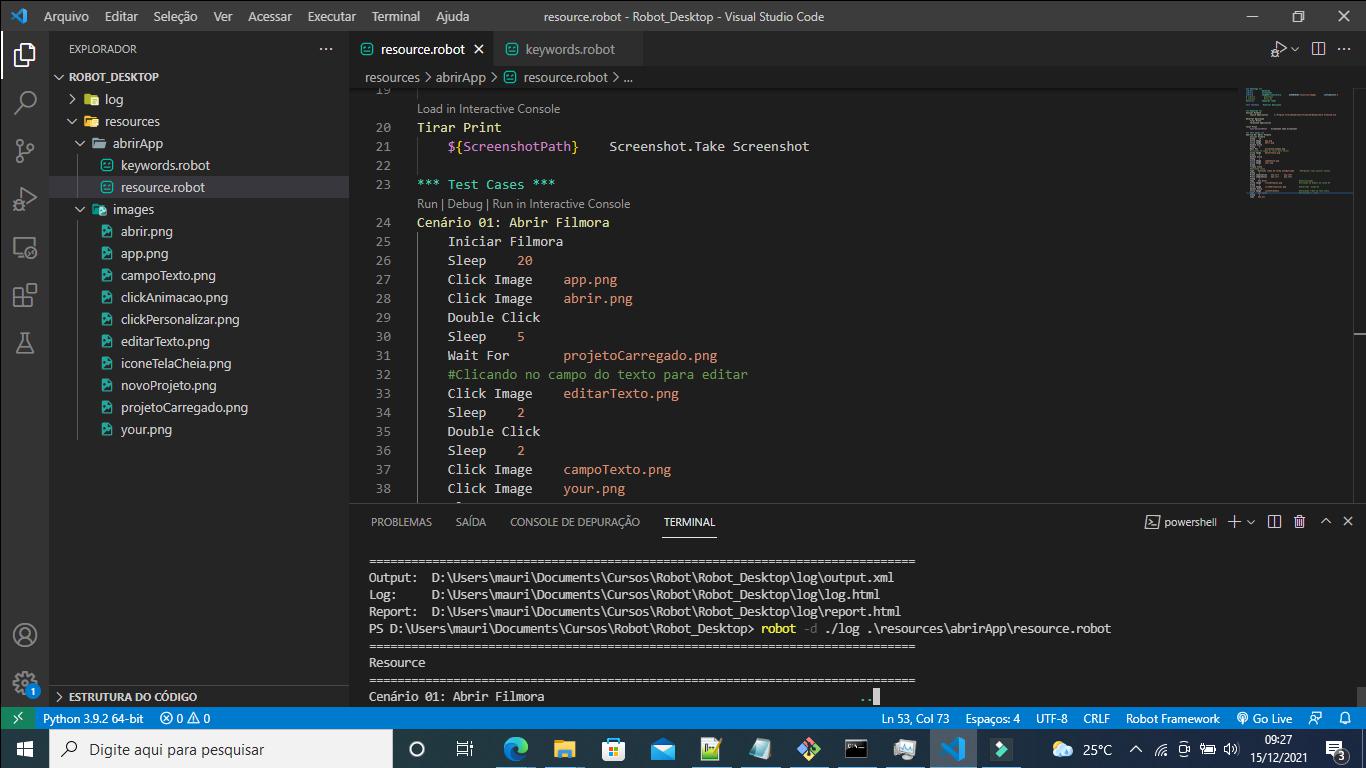 Arquivo Editar Seleção Ver Acessar Executar Terminal Ajuda
resource.robot - Robot_Desktop - Visual Studio Code
EXPLORADOR
ROBOT_DESKTOP
log
resources
abrirApp
keywords.robot
resource.robot
images
abrir.png
app.png
campoTexto.png
clickAnimacao.png
clickPersonalizar.png
editarTexto.png
iconeTelaCheia.png
novoProjeto.png
projetoCarregado.png
your.png
ESTRUTURA DO CÓDIGO
resource.robot keywords.robot
resources > abrirApp > resource.robot > ...
19
Load in Interactive Console
20 Tirar Print
21 ${ScreenshotPath} Screenshot.Take Screenshot
22
23 *** Test Cases ***
Run | Debug | Run in Interactive Console
24 Cenário 01: Abrir Filmora
25 Iniciar Filmora
26 Sleep 20
27 Click Image app.png
28 Click Image abrir.png
29 Double Click
30 Sleep 5
31 Wait For projetoCarregado.png
32 #Clicando no campo do texto para editar
33 Click Image editarTexto.png
34 Sleep 2
35 Double Click
36 Sleep 2
37 Click Image campoTexto.png
38 Click Image your.png
PROBLEMAS SAÍDA CONSOLE DE DEPURAÇÃO TERMINAL
powershell
==============================================================================
Output: D:\Users\mauri\Documents\Cursos\Robot\Robot_Desktop\log\output.xml
Log: D:\Users\mauri\Documents\Cursos\Robot\Robot_Desktop\log\log.html
Report: D:\Users\mauri\Documents\Cursos\Robot\Robot_Desktop\log\report.html
PS D:\Users\mauri\Documents\Cursos\Robot\Robot_Desktop> robot -d ./log .\resources\abrirApp\resource.robot
==============================================================================
Resource
==============================================================================
Cenário 01: Abrir Filmora ..
1
Python 3.9.2 64-bit 0 0
Ln 53, Col 73 Espaços: 4 UTF-8 CRLF Robot Framework Go Live
Digite aqui para pesquisar
25°C
09:27
15/12/2021
3